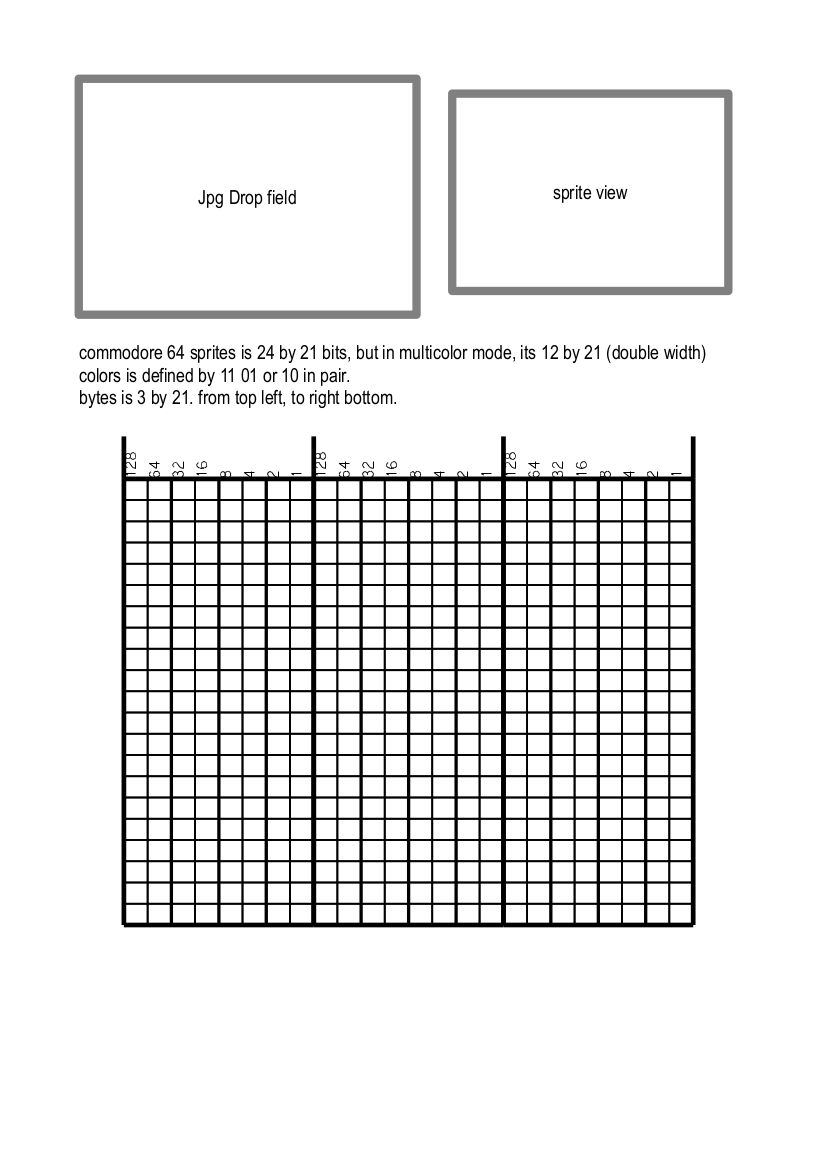 Jpg Drop field
sprite view
commodore 64 sprites is 24 by 21 bits, but in multicolor mode, its 12 by 21 (double width)
colors is defined by 11 01 or 10 in pair.
bytes is 3 by 21. from top left, to right bottom.
128 64 32 16 8 4 2 1 128 64 32 16 8 4 2 1 128 64 32 16 8 4 2 1